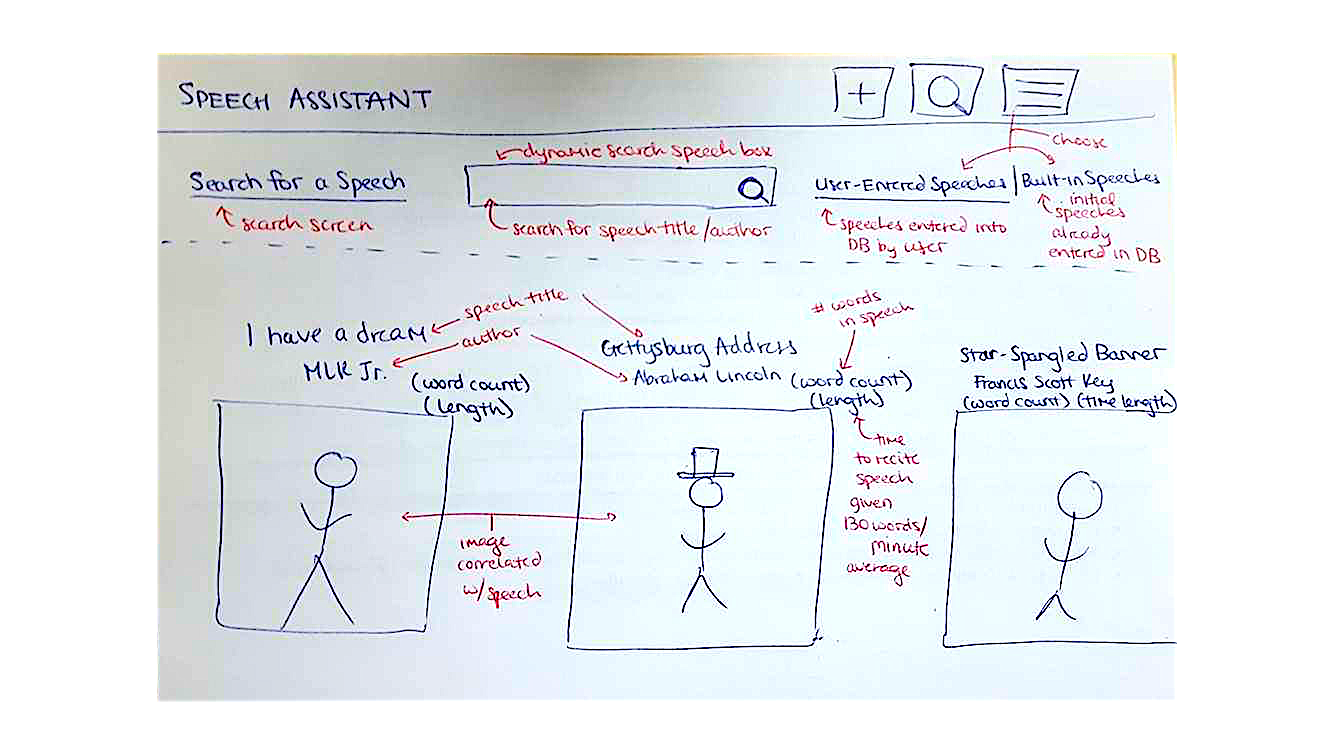 SPEECH ASSISTANT
+
choose
dynamic search speech box
Search for a Speech
User-Entered Speeches | Built-in Speeches
search screen
search for speech title/author
speeches entered into
DB by user
initial
speeches
already
entered in DB
speech title
author
# words
in speech
I have a dream
MLK Jr.
(word count)
(length)
Gettysburg Address
Abraham Lincoln (word count)
(length)
Star-Spangled Banner
Francis Scott Key
(word count) (time length)
time
to recite
speech
given
130 words/
minute
average
image
correlated
w/speech